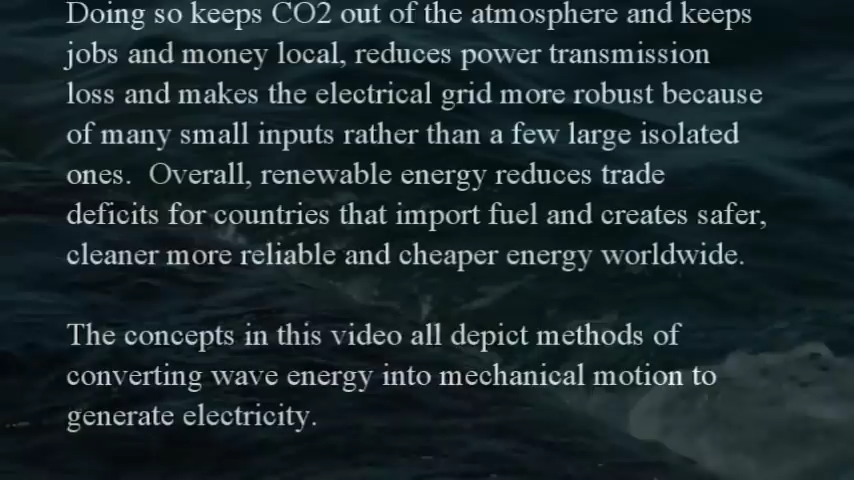 Doing so keeps CO2 out of the atmosphere and keeps
jobs and money local, reduces power transmission
loss and makes the electrical grid more robust because
of many small inputs rather than a few large isolated
ones.  Overall, renewable energy reduces trade
deficits for countries that import fuel and creates safer,
cleaner more reliable and cheaper energy worldwide.
The concepts in this video all depict methods of
converting wave energy into mechanical motion to
generate electricity.